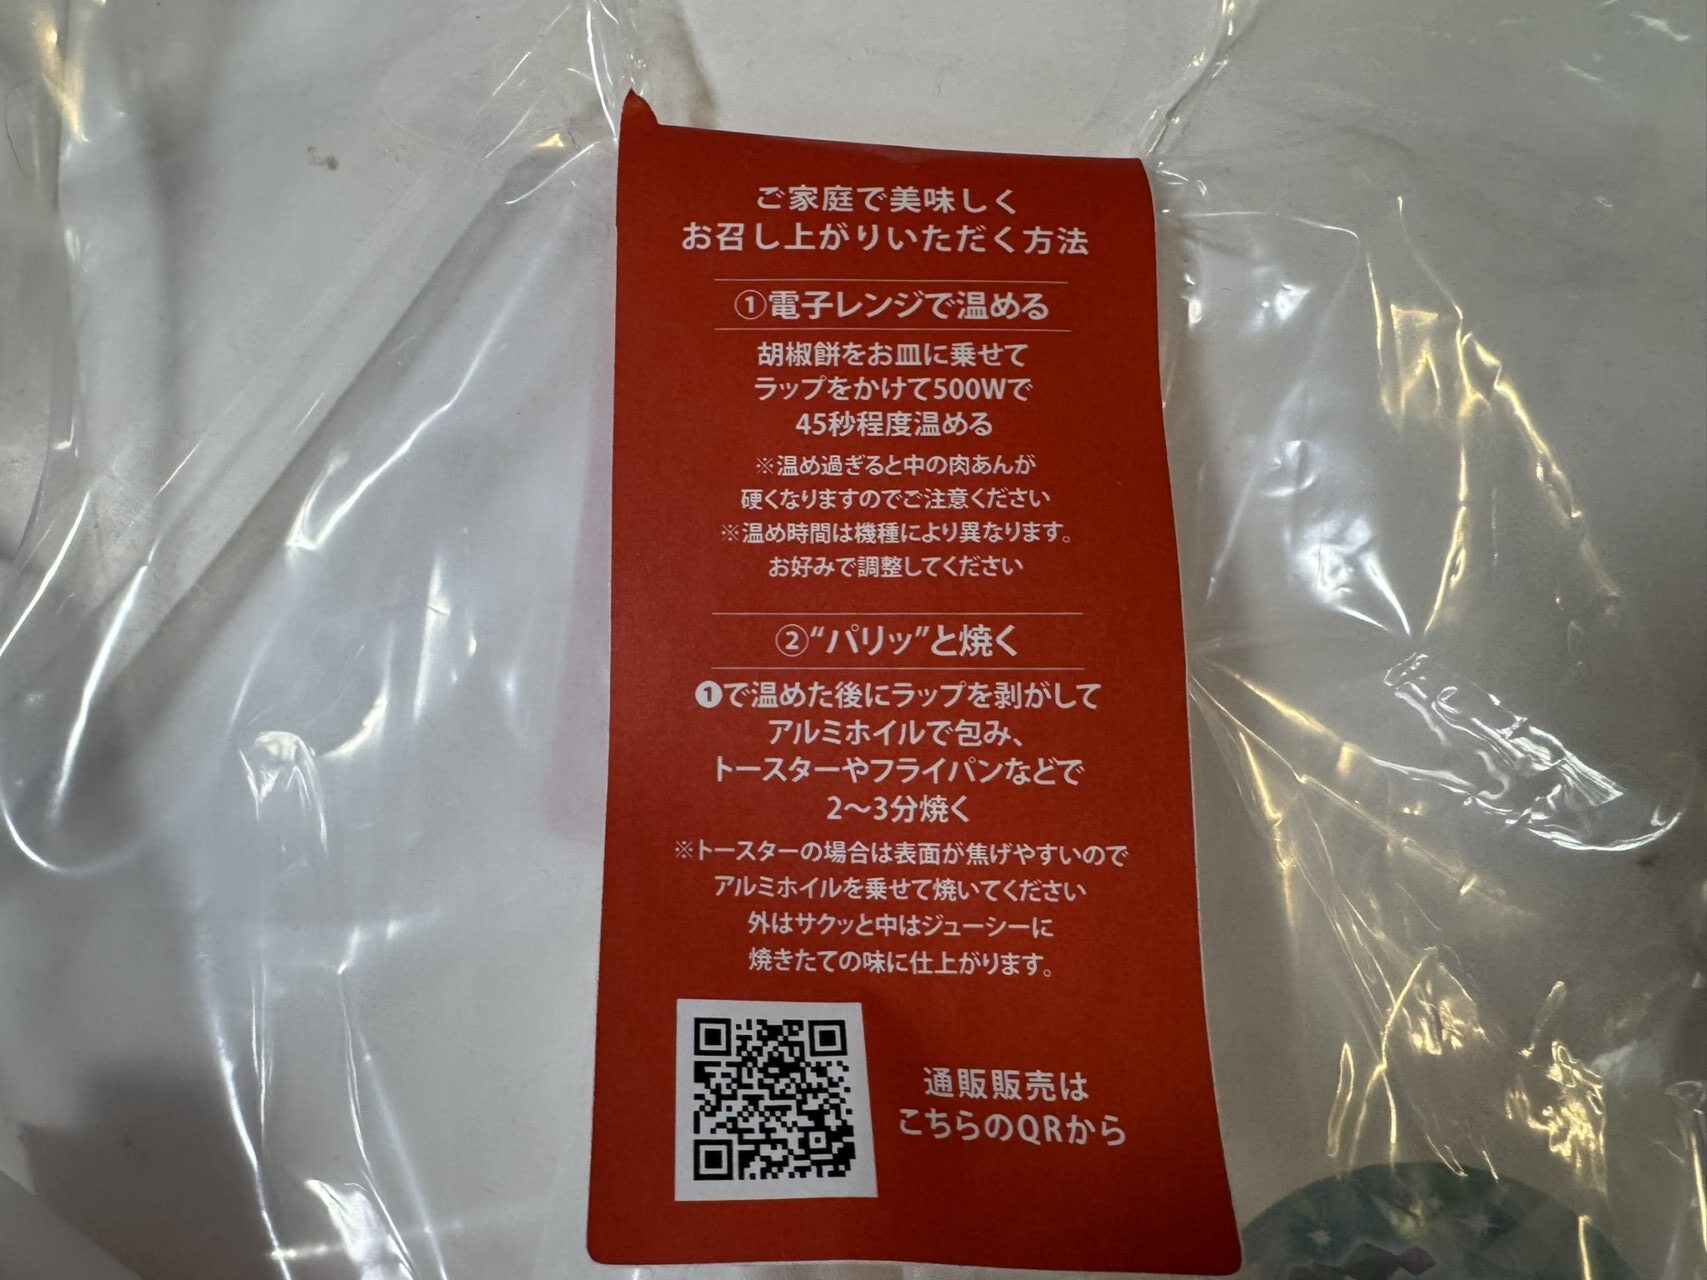 ご家庭で美味しく
お召し上がりいただく方法
①電子レンジで温める
胡椒餅をお皿に乗せて
ラップをかけて500Wで
45秒程度温める
※温め過ぎると中の肉あんが
硬くなりますのでご注意ください
※温め時間は機種により異なります。
お好みで調整してください
②“パリッ”と焼く
❶で温めた後にラップを剥がして
アルミホイルで包み、
トースターやフライパンなどで
2〜3分焼く
※トースターの場合は表面が焦げやすいので
アルミホイルを乗せて焼いてください
外はサクッと中はジューシーに
焼きたての味に仕上がります。
通販販売は
こちらのQRから